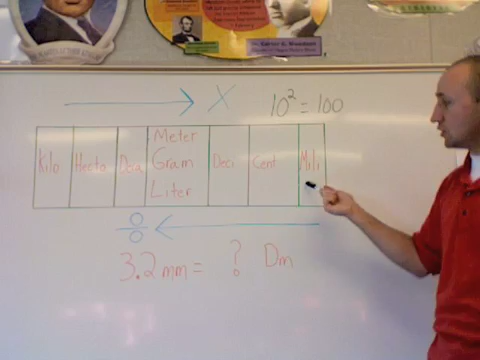 X 10² = 100
Kilo Hecto Deca Meter Gram Liter Deci Cent Mili
÷
3.2 mm = ? Dm